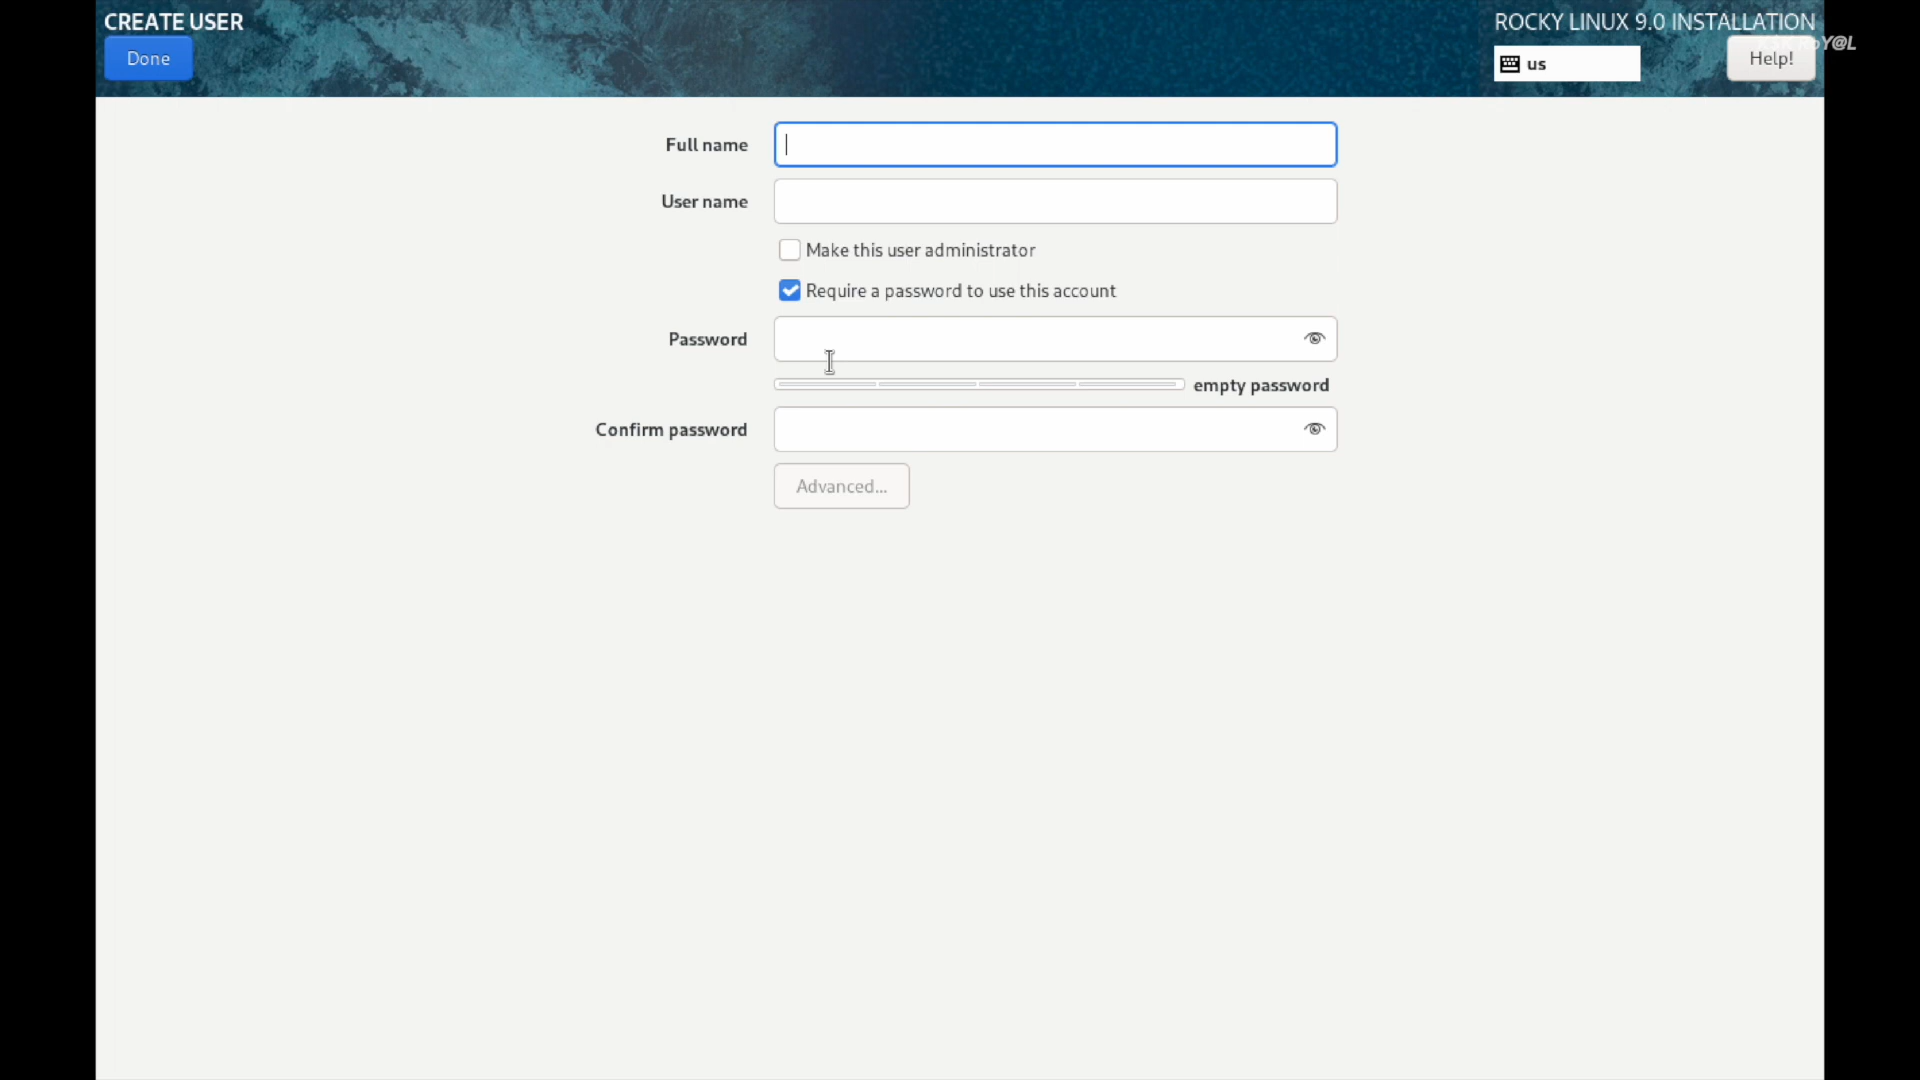 CREATE USER
Done
ROCKY LINUX 9.0 INSTALLATION
us
Help!
Full name
User name
Make this user administrator
Require a password to use this account
Password
empty password
Confirm password
Advanced...